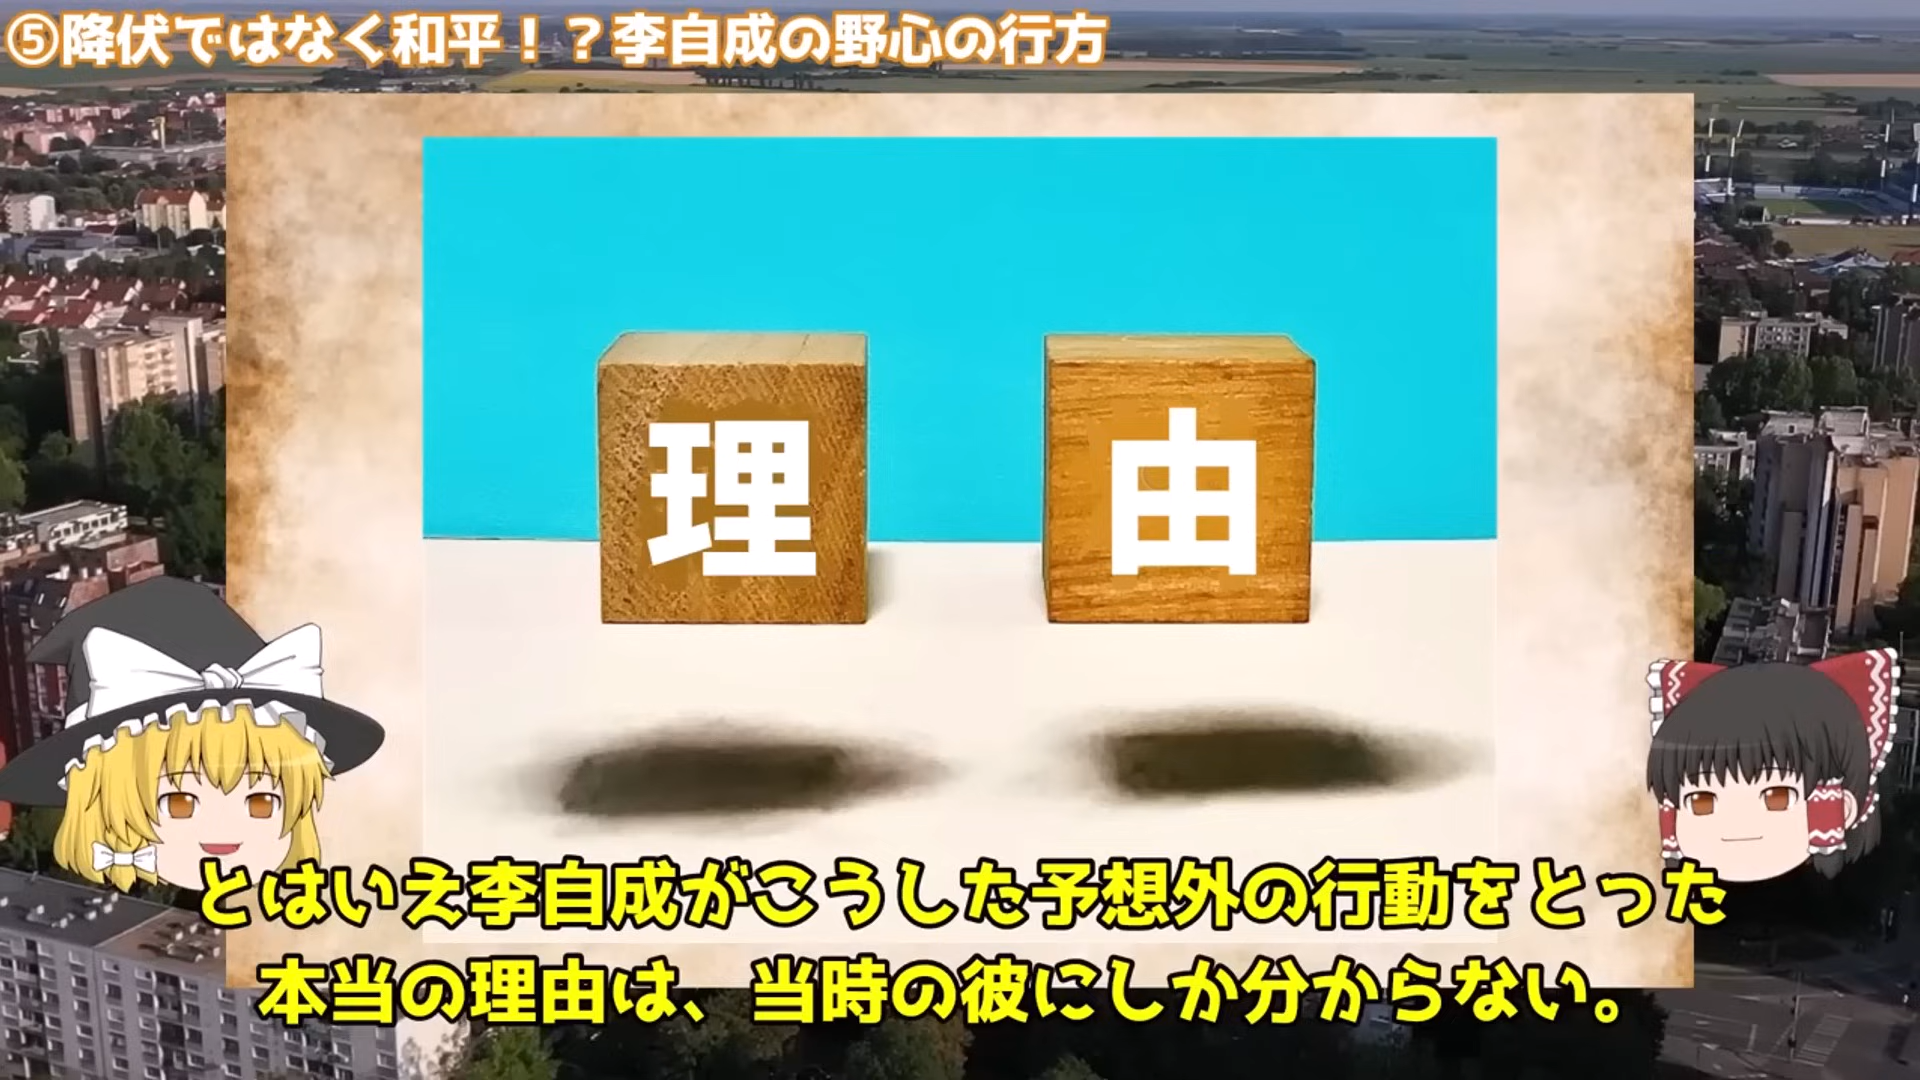 ⑤降伏ではなく和平！？李自成の野心の行方
理由
とはいえ李自成がこうした予想外の行動をとった
本当の理由は、当時の彼にしか分からない。